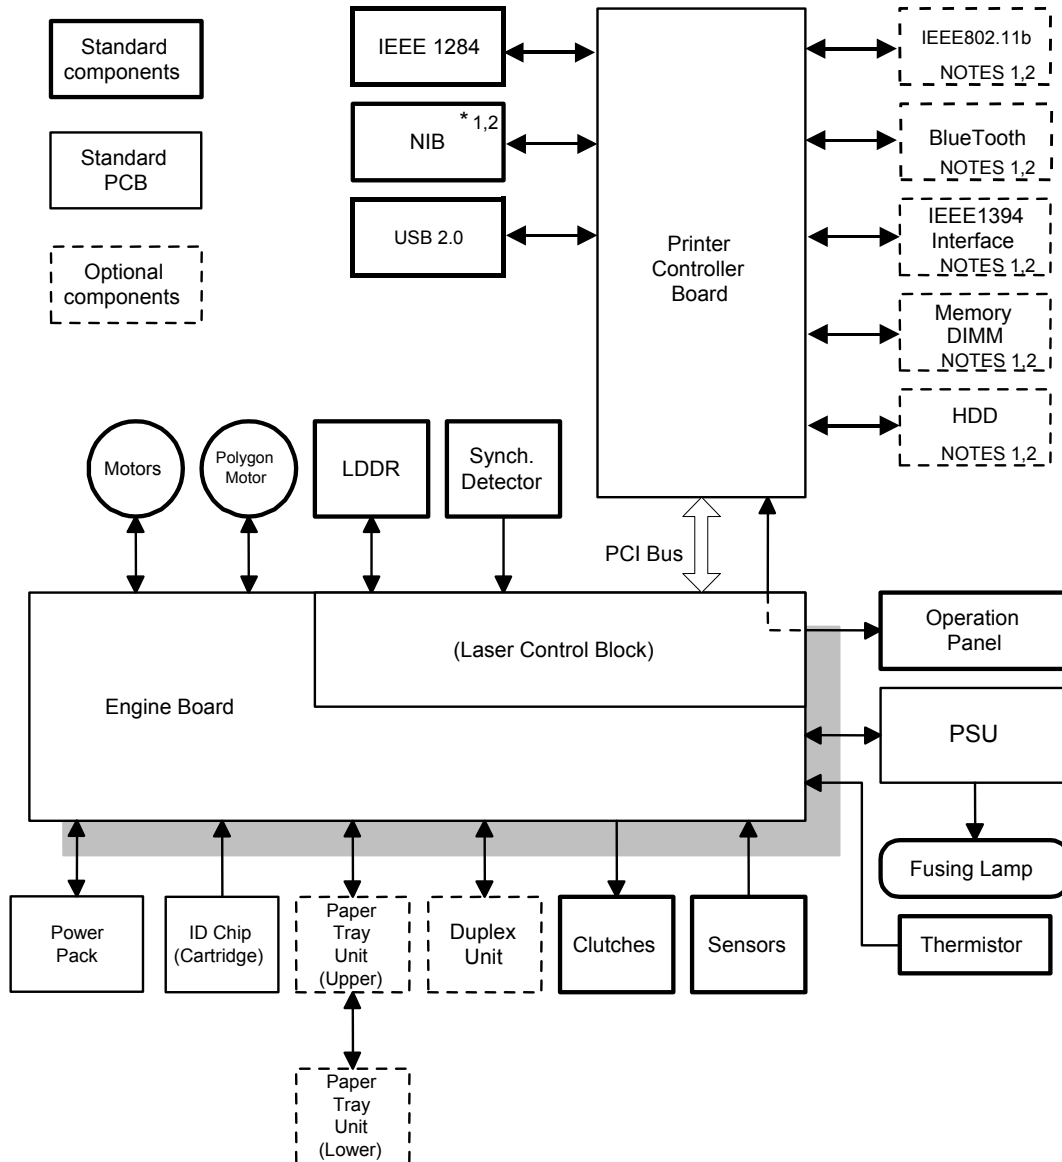 Standard
components
Standard
PCB
Optional
components
IEEE 1284
* 1,2
NIB
USB 2.0
Printer
Controller
Board
IEEE802.11b
NOTES 1,2
BlueTooth
NOTES 1,2
IEEE1394
Interface
NOTES 1,2
Memory
DIMM
NOTES 1,2
HDD
NOTES 1,2
Motors
Polygon
Motor
LDDR
Synch.
Detector
PCI Bus
(Laser Control Block)
Engine Board
Operation
Panel
PSU
Fusing Lamp
Thermistor
Power
Pack
ID Chip
(Cartridge)
Paper
Tray
Unit
(Upper)
Duplex
Unit
Clutches
Sensors
Paper
Tray
Unit
(Lower)